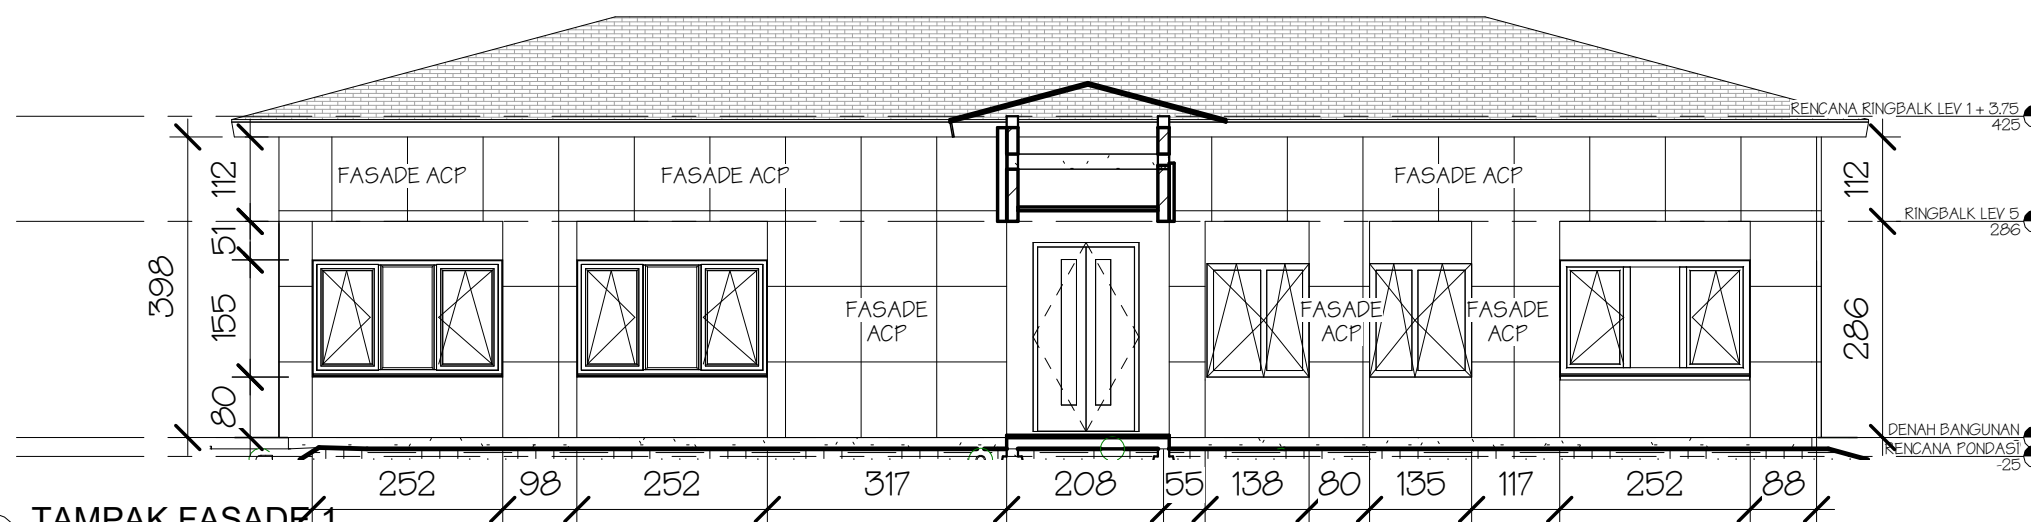 RENCANA RINGBALK LEV 1 + 3.75
425
FASADE ACP
FASADE ACP
FASADE ACP
112
112
RINGBALK LEV 5
286
51
398
155
286
FASADE
ACP
FASADE
ACP
FASADE
ACP
80
DENAH BANGUNAN
RENCANA PONDASI
-25
252
98
252
317
208
55
138
80
135
117
252
88
TAMPAK FASADE 1